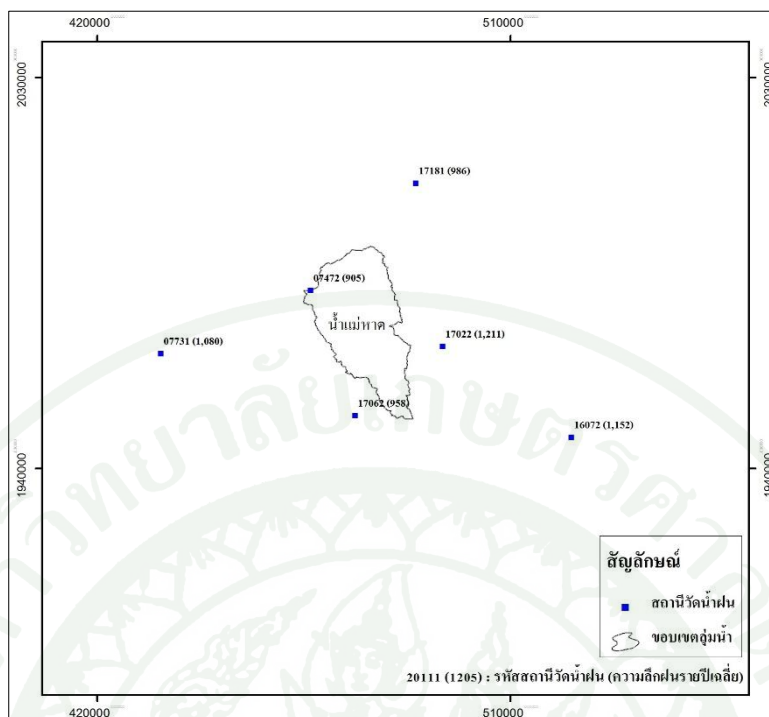 420000 510000
2030000 2030000
17181 (986)
07472 (905)
น้ำแม่หาด
17022 (1,211)
07731 (1,080)
17062 (958)
16072 (1,152)
1940000 1940000
สัญลักษณ์
สถานีวัดน้ำฝน
ขอบเขตลุ่มน้ำ
20111 (1205) : รหัสสถานีวัดน้ำฝน (ความลึกฝนรายปีเฉลี่ย)
420000 510000